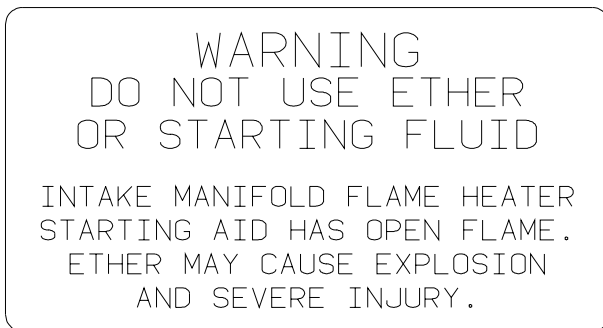 WARNING
DO NOT USE ETHER
OR STARTING FLUID
INTAKE MANIFOLD FLAME HEATER
STARTING AID HAS OPEN FLAME.
ETHER MAY CAUSE EXPLOSION
AND SEVERE INJURY.